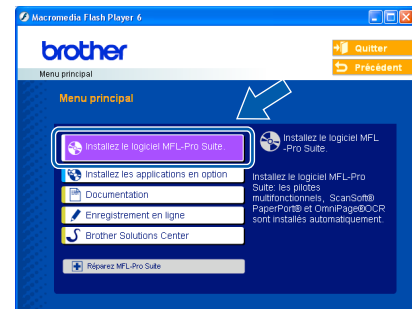 Macromedia Flash Player 6
brother
Quitter
Précédent
Menu principal
Menu principal
Installez le logiciel MFL-Pro Suite.
Installez les applications en option
Documentation
Enregistrement en ligne
Brother Solutions Center
Réparez MFL-Pro Suite
Installez le logiciel MFL
-Pro Suite.
Installez le logiciel MFL-Pro
Suite: les pilotes
multifonctionnels, ScanSoft®
PaperPort® et OmniPage®OCR
sont installés automatiquement.